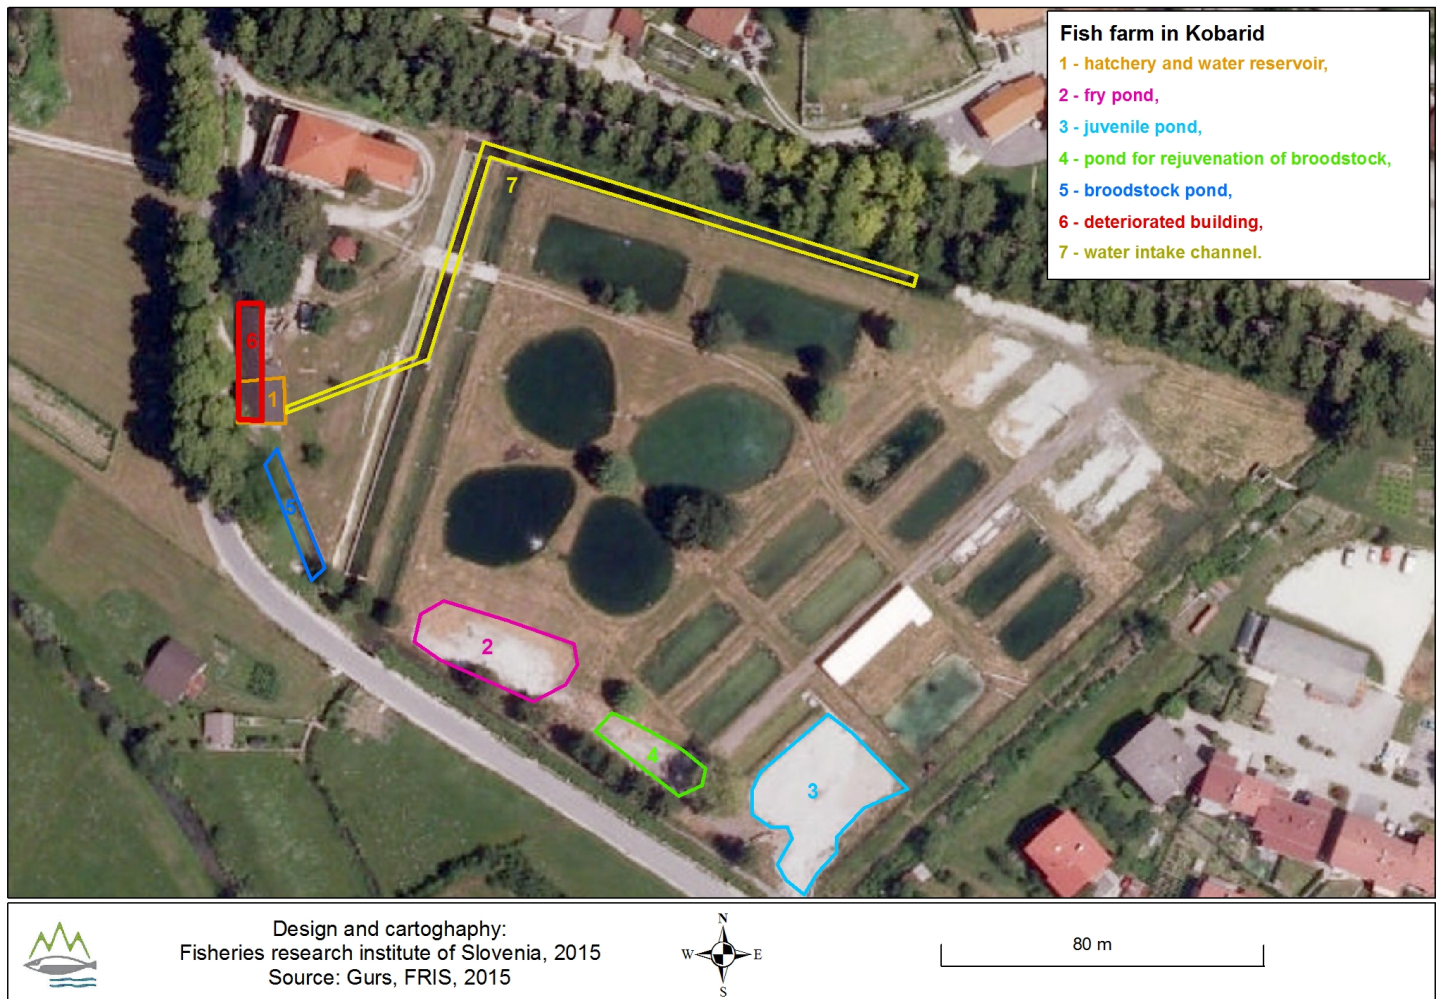 Fish farm in Kobarid
1 - hatchery and water reservoir,
2 - fry pond,
3 - juvenile pond,
4 - pond for rejuvenation of broodstock,
5 - broodstock pond,
6 - deteriorated building,
7 - water intake channel.
7
6
1
5
2
4
3
Design and cartoghaphy:
Fisheries research institute of Slovenia, 2015
Source: Gurs, FRIS, 2015
N
W E
S
80 m